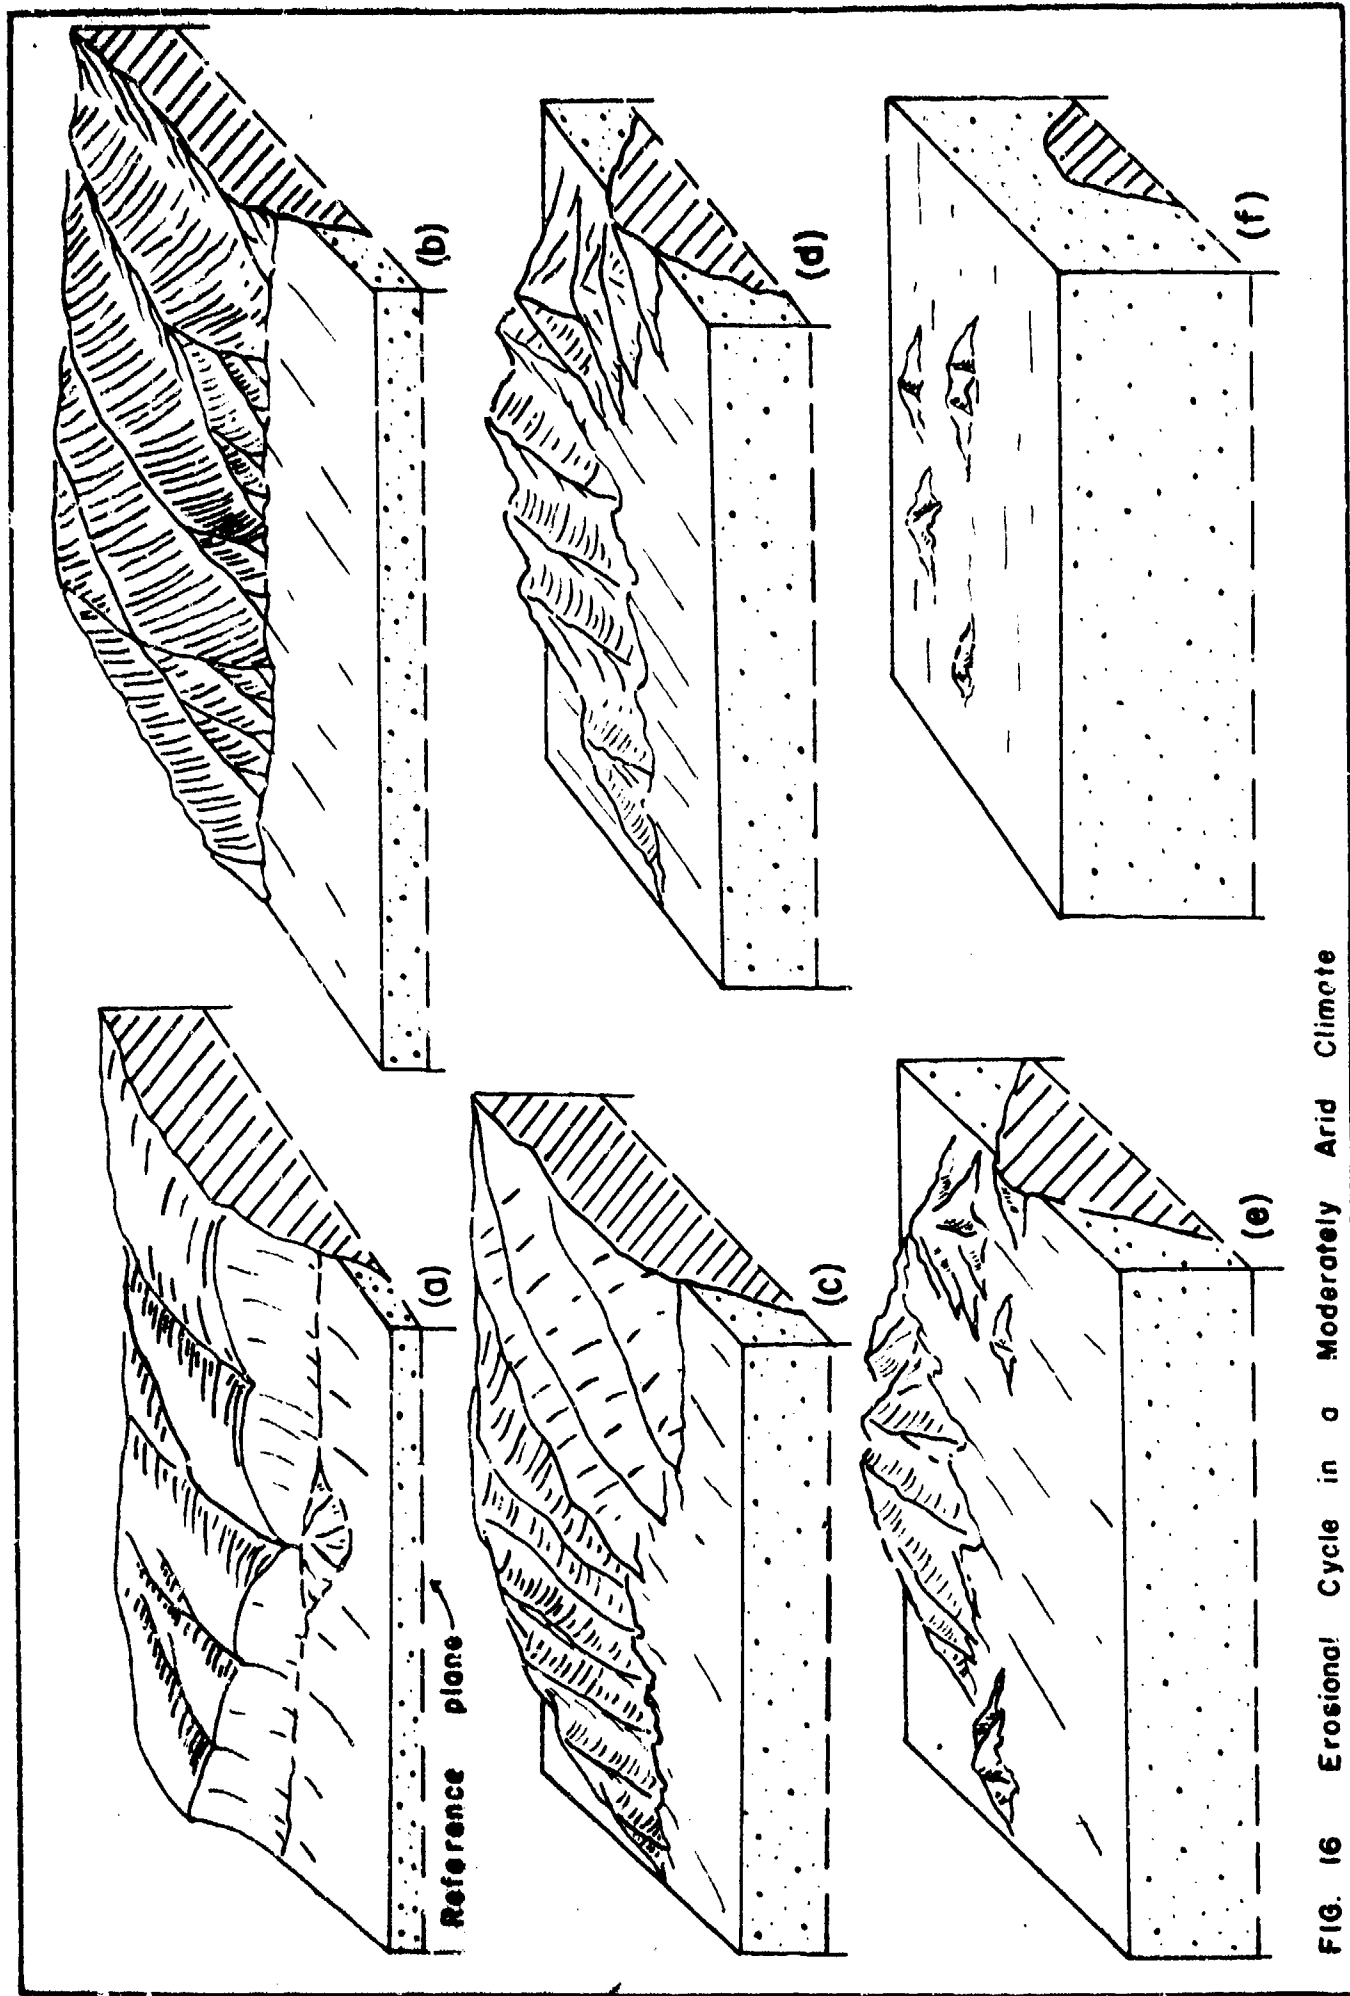 (a)
(b)
Reference plane
(c)
(d)
(e)
(f)
FIG. 16 Erosional Cycle in a Moderately Arid Climate